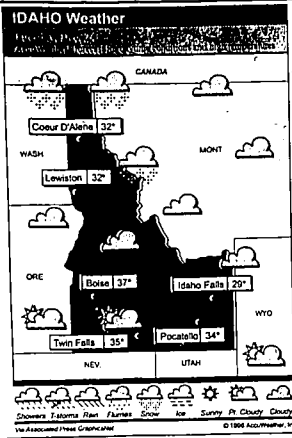 IDAHO Weather
CANADA
Coeur D'Alene 32°
WASH
MONT
Lewiston 32°
ORE
Boise 37°
Idaho Falls 29°
WYO
Twin Falls 35°
Pocatello 34°
NEV.
UTAH
Showers T-storms Rain Flurries Snow Ice Sunny Pt. Cloudy Cloudy
Via Associated Press GraphicsNet
© 1996 AccuWeather, Inc